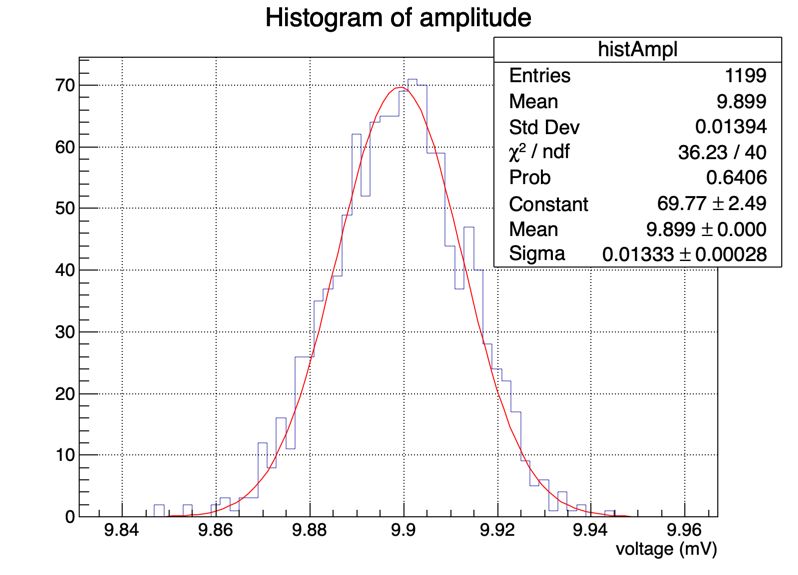 Histogram of amplitude
histAmpl
Entries 1199
Mean 9.899
Std Dev 0.01394
χ² / ndf 36.23 / 40
Prob 0.6406
Constant 69.77 ± 2.49
Mean 9.899 ± 0.000
Sigma 0.01333 ± 0.00028
70
60
50
40
30
20
10
0
9.84 9.86 9.88 9.9 9.92 9.94 9.96
voltage (mV)